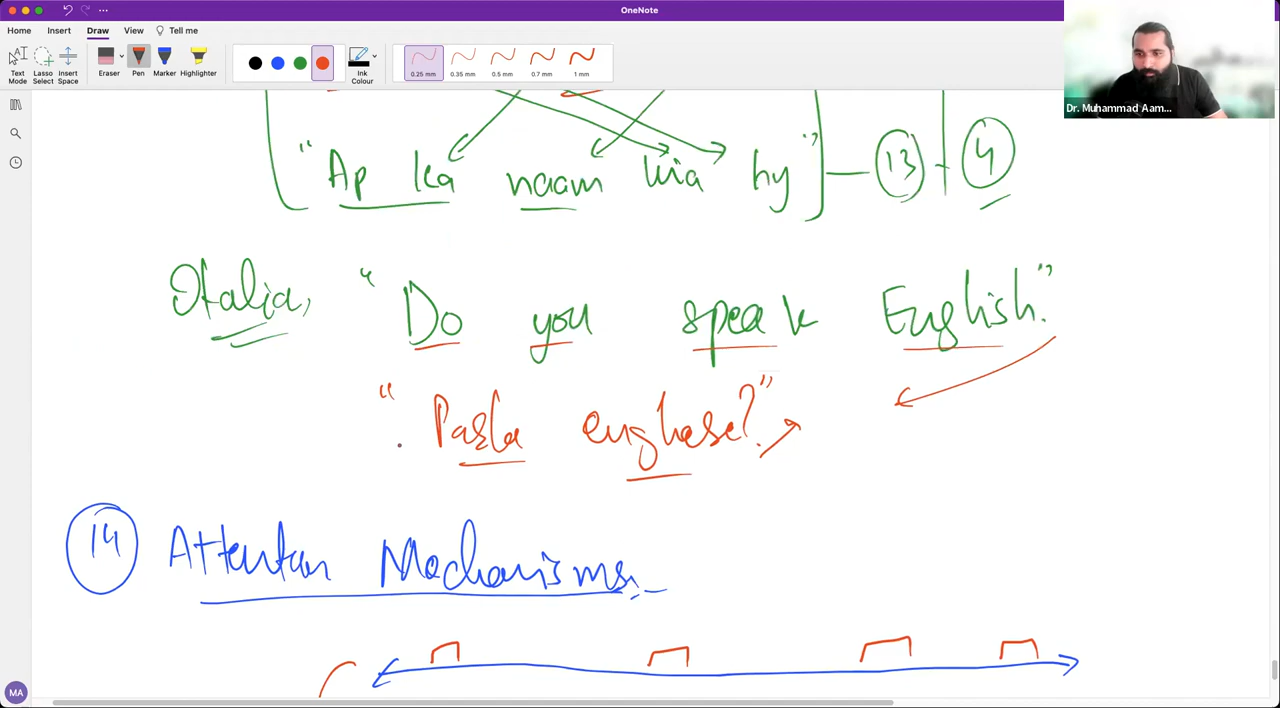 OneNote
Home Insert Draw View Tell me
Text Mode Lasso Select Insert Space Eraser Pen Marker Highlighter 0.25 mm 0.35 mm 0.5 mm 0.7 mm 1 mm Ink Colour
Dr. Muhammad Aam...
"Ap ka naam kia hy" 13 4
Italia, "Do you speak English."
"Parla englase?"
14 Attention Mechanisms:-
MA